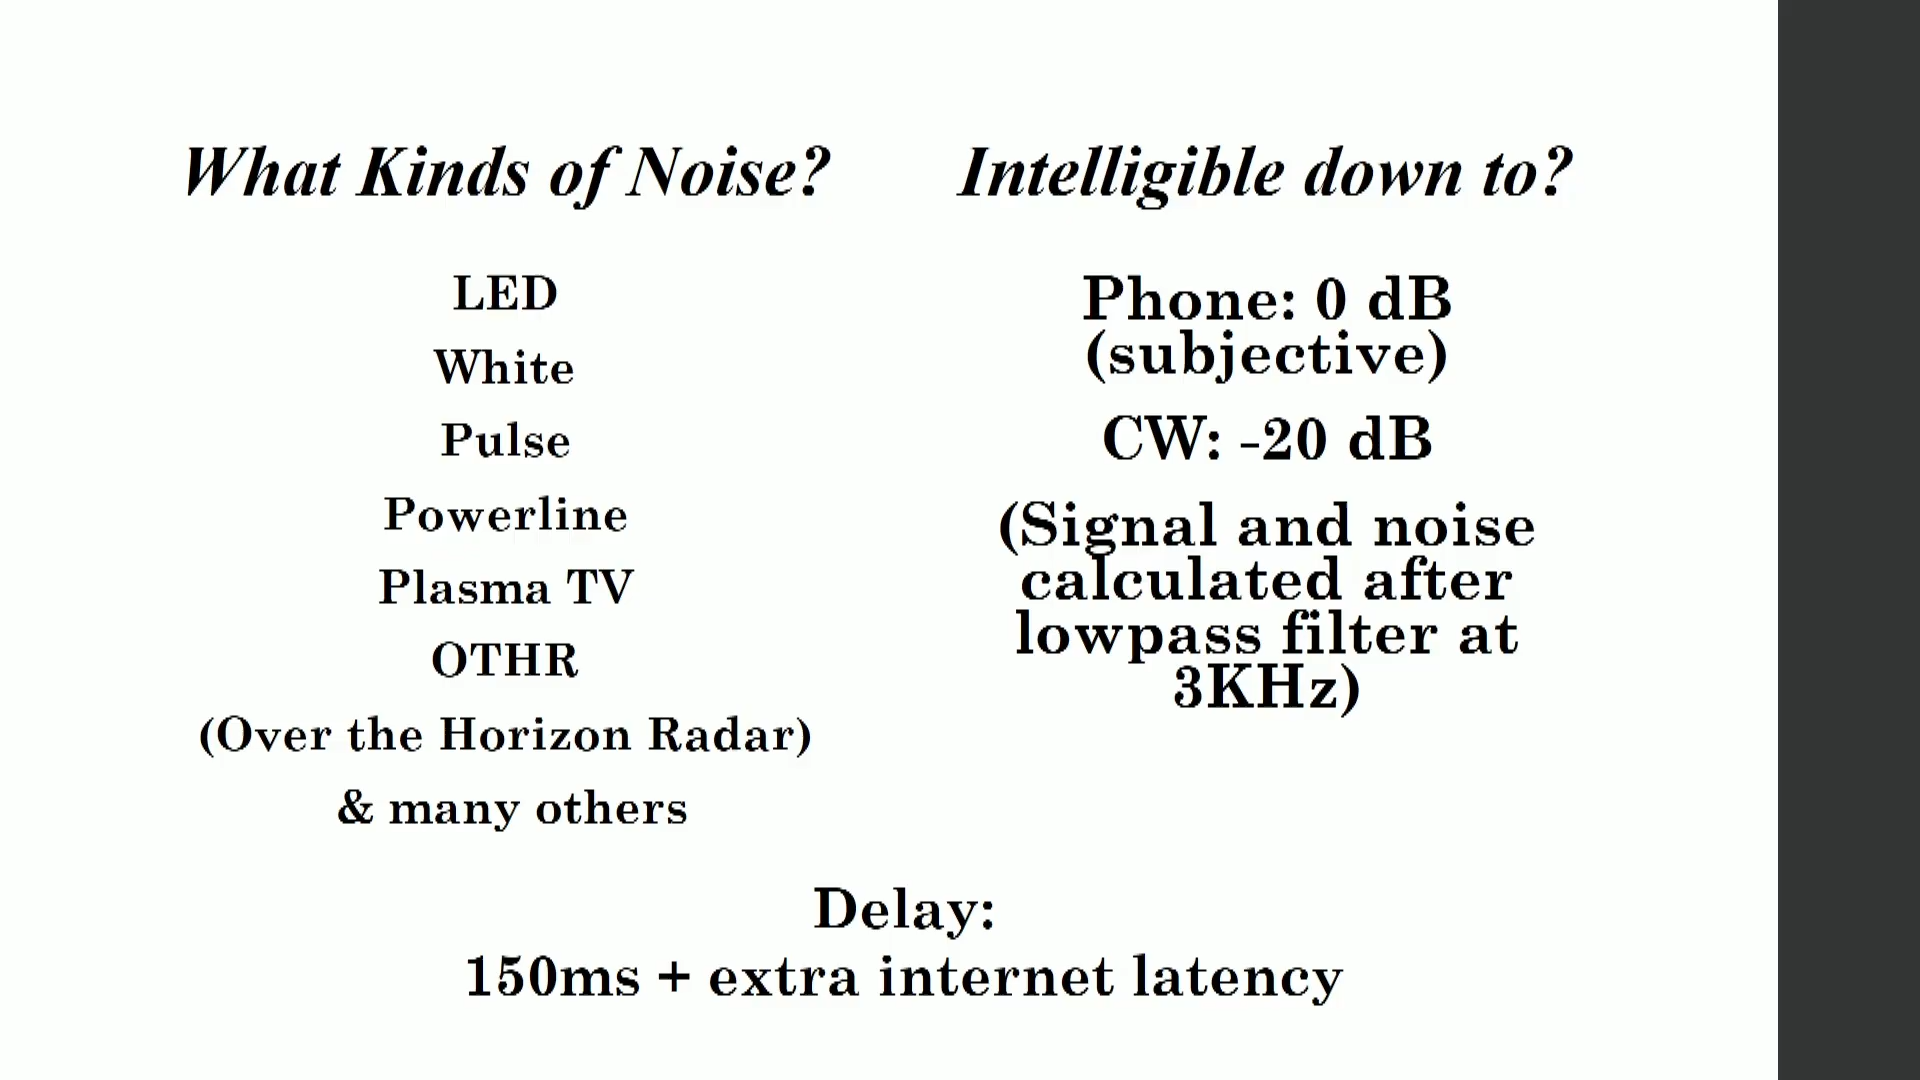 What Kinds of Noise?
LED
White
Pulse
Powerline
Plasma TV
OTHR
(Over the Horizon Radar)
& many others
Intelligible down to?
Phone: 0 dB
(subjective)
CW: -20 dB
(Signal and noise
calculated after
lowpass filter at
3KHz)
Delay:
150ms + extra internet latency